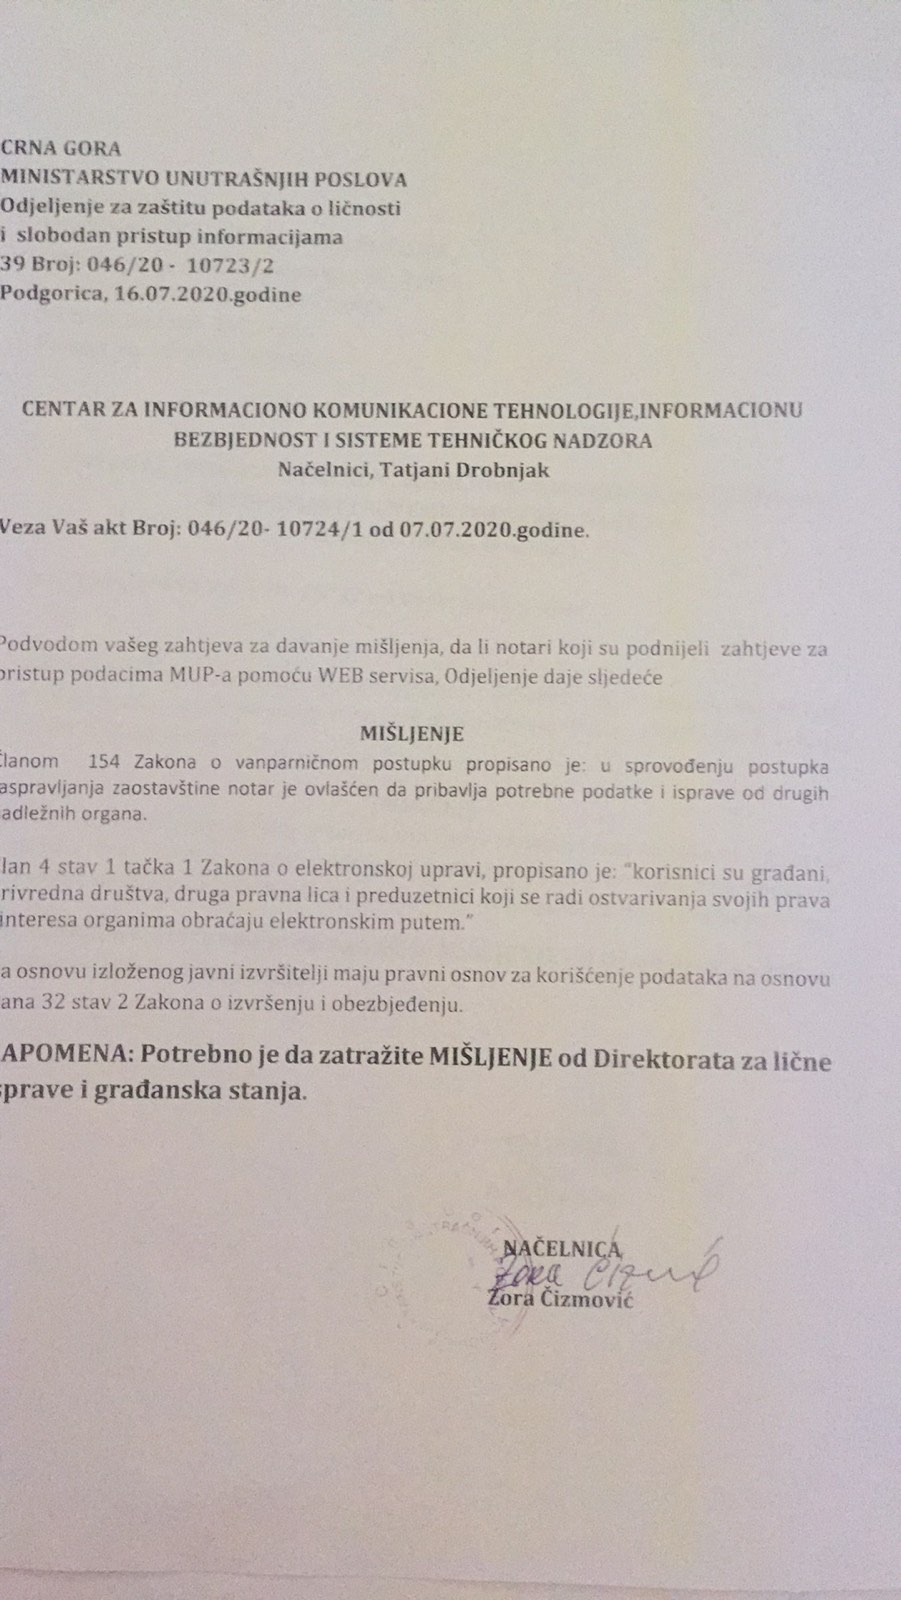 CRNA GORA
MINISTARSTVO UNUTRAŠNJIH POSLOVA
Odjeljenje za zaštitu podataka o ličnosti
i slobodan pristup informacijama
39 Broj: 046/20 - 10723/2
Podgorica, 16.07.2020.godine
CENTAR ZA INFORMACIONO KOMUNIKACIONE TEHNOLOGIJE,INFORMACIONU
BEZBJEDNOST I SISTEME TEHNIČKOG NADZORA
Načelnici, Tatjani Drobnjak
Veza Vaš akt Broj: 046/20- 10724/1 od 07.07.2020.godine.
Podvodom vašeg zahtjeva za davanje mišljenja, da li notari koji su podnijeli zahtjeve za
pristup podacima MUP-a pomoću WEB servisa, Odjeljenje daje sljedeće
MIŠLJENJE
Članom 154 Zakona o vanparničnom postupku propisano je: u sprovođenju postupka
aspravljanja zaostavštine notar je ovlašćen da pribavlja potrebne podatke i isprave od drugih
adležnih organa.
lan 4 stav 1 tačka 1 Zakona o elektronskoj upravi, propisano je: “korisnici su građani,
rivredna društva, druga pravna lica i preduzetnici koji se radi ostvarivanja svojih prava
interesa organima obraćaju elektronskim putem.”
a osnovu izloženog javni izvršitelji maju pravni osnov za korišćenje podataka na osnovu
ana 32 stav 2 Zakona o izvršenju i obezbjeđenju.
APOMENA: Potrebno je da zatražite MIŠLJENJE od Direktorata za lične
sprave i građanska stanja.
NAČELNICA
Zora Čizmović
Zora Čizmović